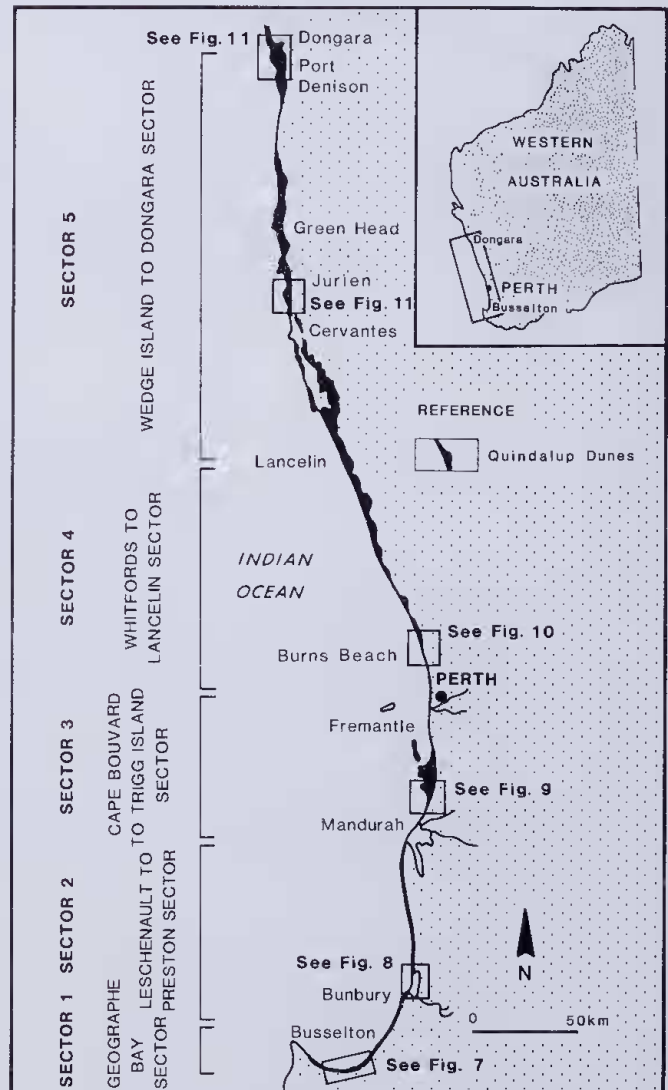 See Fig. 11
Dongara
Port
Denison
Green Head
Jurien
See Fig. 11
Cervantes
Lancelin
INDIAN
OCEAN
See Fig. 10
Burns Beach
PERTH
Fremantle
See Fig. 9
Mandurah
See Fig. 8
Bunbury
Busselton
See Fig. 7
N
0 50km
WESTERN
AUSTRALIA
Dongara
PERTH
Busselton
REFERENCE
Quindalup Dunes
SECTOR 5
WEDGE ISLAND TO DONGARA SECTOR
SECTOR 4
WHITFORDS TO
LANCELIN SECTOR
SECTOR 3
CAPE BOUVARD
TO TRIGG ISLAND
SECTOR
SECTOR 2
LESCHENAULT TO
PRESTON SECTOR
SECTOR 1
GEOGRAPHE
BAY
SECTOR